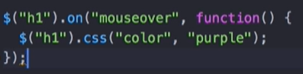 $("h1").on("mouseover", function() {
  $("h1").css("color", "purple");
});